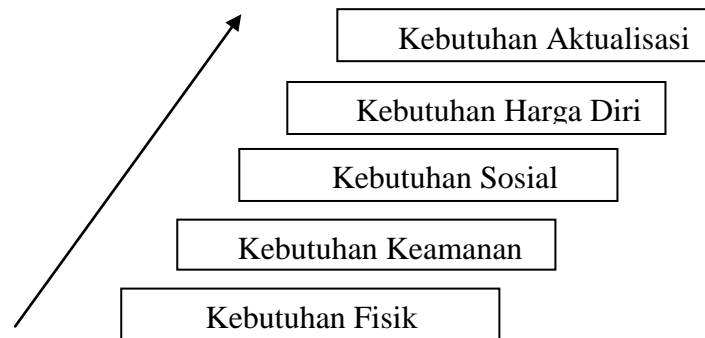 Kebutuhan Aktualisasi
Kebutuhan Harga Diri
Kebutuhan Sosial
Kebutuhan Keamanan
Kebutuhan Fisik